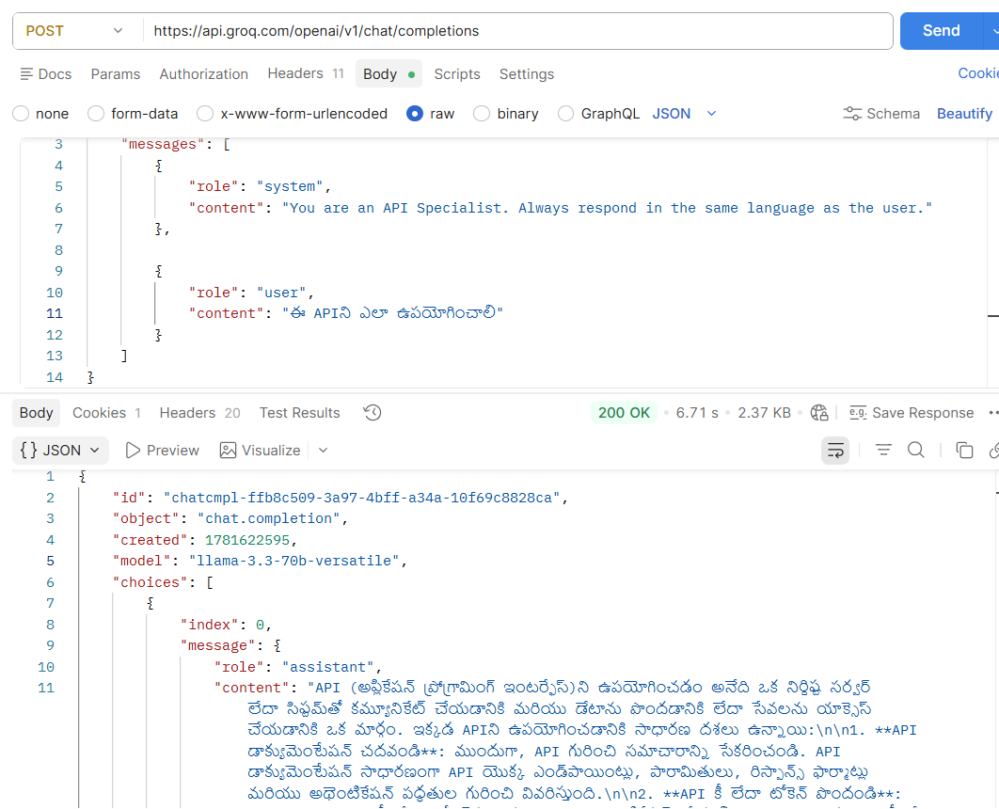 POST https://api.groq.com/openai/v1/chat/completions Send
Docs Params Authorization Headers 11 Body Scripts Settings Cookie
none form-data x-www-form-urlencoded raw binary GraphQL JSON Schema Beautify
3 "messages": [
4 {
5 "role": "system",
6 "content": "You are an API Specialist. Always respond in the same language as the user."
7 },
8
9 {
10 "role": "user",
11 "content": "ఈ APIని ఎలా ఉపయోగించాలి"
12 }
13 ]
14 }
Body Cookies 1 Headers 20 Test Results 200 OK 6.71 s 2.37 KB e.g. Save Response
{} JSON Preview Visualize
1 {
2 "id": "chatcmpl-ffb8c509-3a97-4bff-a34a-10f69c8828ca",
3 "object": "chat.completion",
4 "created": 1781622595,
5 "model": "llama-3.3-70b-versatile",
6 "choices": [
7 {
8 "index": 0,
9 "message": {
10 "role": "assistant",
11 "content": "API (అప్లికేషన్ ప్రోగ్రామింగ్ ఇంటర్ఫేస్)ని ఉపయోగించడం అనేది ఒక నిర్దిష్ట సర్వర్
లేదా సిస్టమ్‌తో కమ్యూనికేట్ చేయడానికి మరియు డేటాను పొందడానికి లేదా సేవలను యాక్సెస్
చేయడానికి ఒక మార్గం. ఇక్కడ APIని ఉపయోగించడానికి సాధారణ దశలు ఉన్నాయి:\n\n1. **API
డాక్యుమెంటేషన్ చదవండి**: ముందుగా, API గురించి సమాచారాన్ని సేకరించండి. API
డాక్యుమెంటేషన్ సాధారణంగా API యొక్క ఎండ్‌పాయింట్లు, పారామితులు, రిస్పాన్స్ ఫార్మాట్లు
మరియు అథెంటికేషన్ పద్ధతుల గురించి వివరిస్తుంది.\n\n2. **API కీ లేదా టోకెన్ పొందండి**: